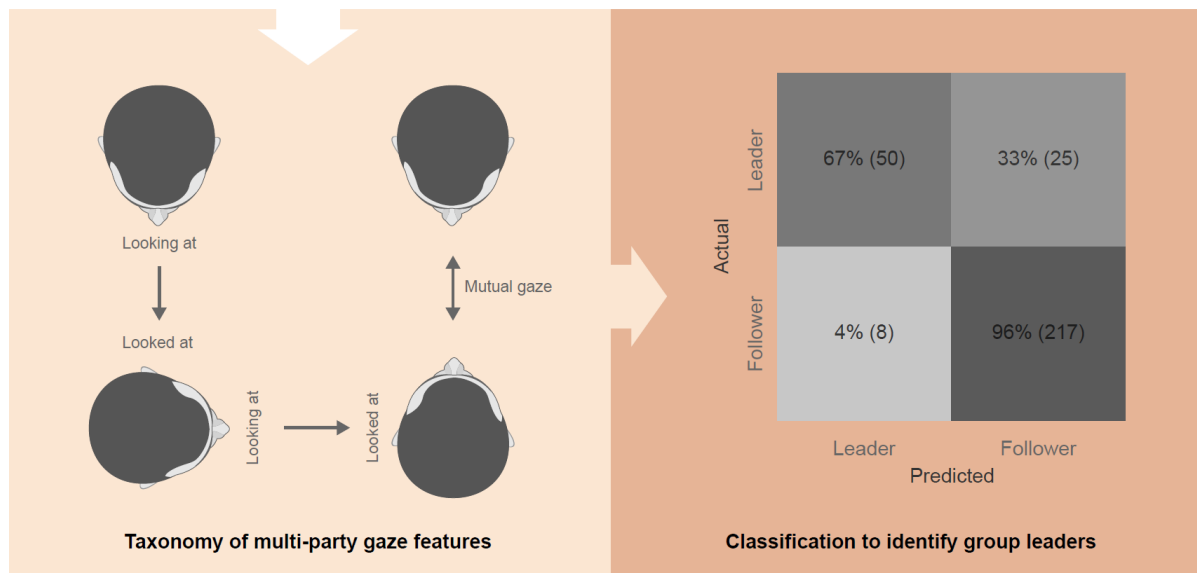 Looking at
Looked at
Looking at
Looked at
Mutual gaze
Taxonomy of multi-party gaze features
Actual
Leader
Follower
67% (50)
33% (25)
4% (8)
96% (217)
Leader
Follower
Predicted
Classification to identify group leaders